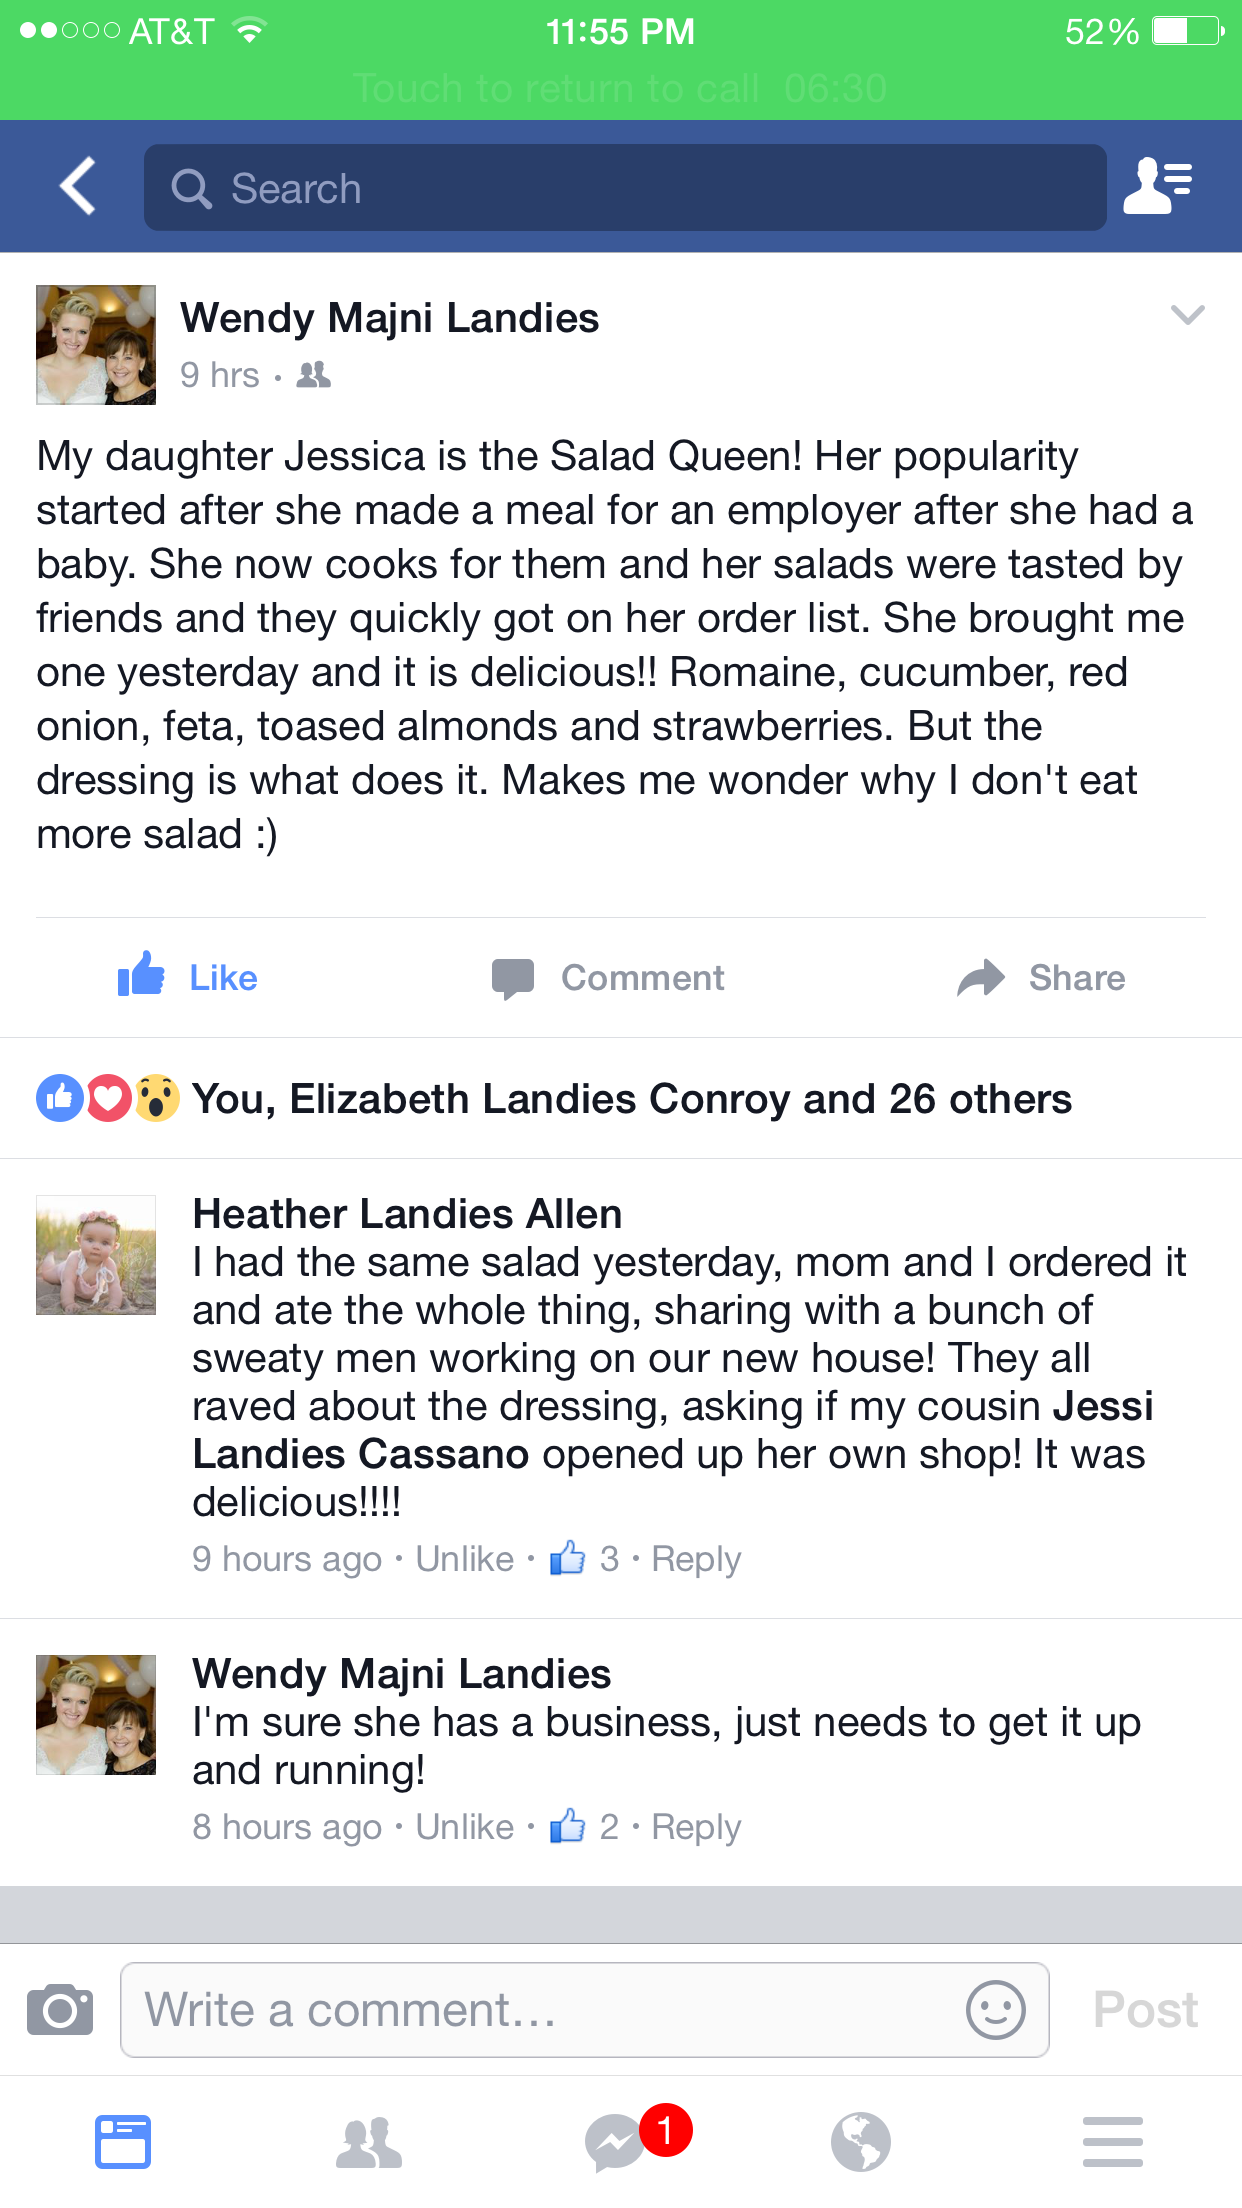 AT&T 11:55 PM 52%
Touch to return to call 06:30
Search
Wendy Majni Landies
9 hrs ·
My daughter Jessica is the Salad Queen! Her popularity
started after she made a meal for an employer after she had a
baby. She now cooks for them and her salads were tasted by
friends and they quickly got on her order list. She brought me
one yesterday and it is delicious!! Romaine, cucumber, red
onion, feta, toased almonds and strawberries. But the
dressing is what does it. Makes me wonder why I don't eat
more salad :)
Like Comment Share
You, Elizabeth Landies Conroy and 26 others
Heather Landies Allen
I had the same salad yesterday, mom and I ordered it
and ate the whole thing, sharing with a bunch of
sweaty men working on our new house! They all
raved about the dressing, asking if my cousin Jessi
Landies Cassano opened up her own shop! It was
delicious!!!!
9 hours ago · Unlike · 3 · Reply
Wendy Majni Landies
I'm sure she has a business, just needs to get it up
and running!
8 hours ago · Unlike · 2 · Reply
Write a comment... Post
1